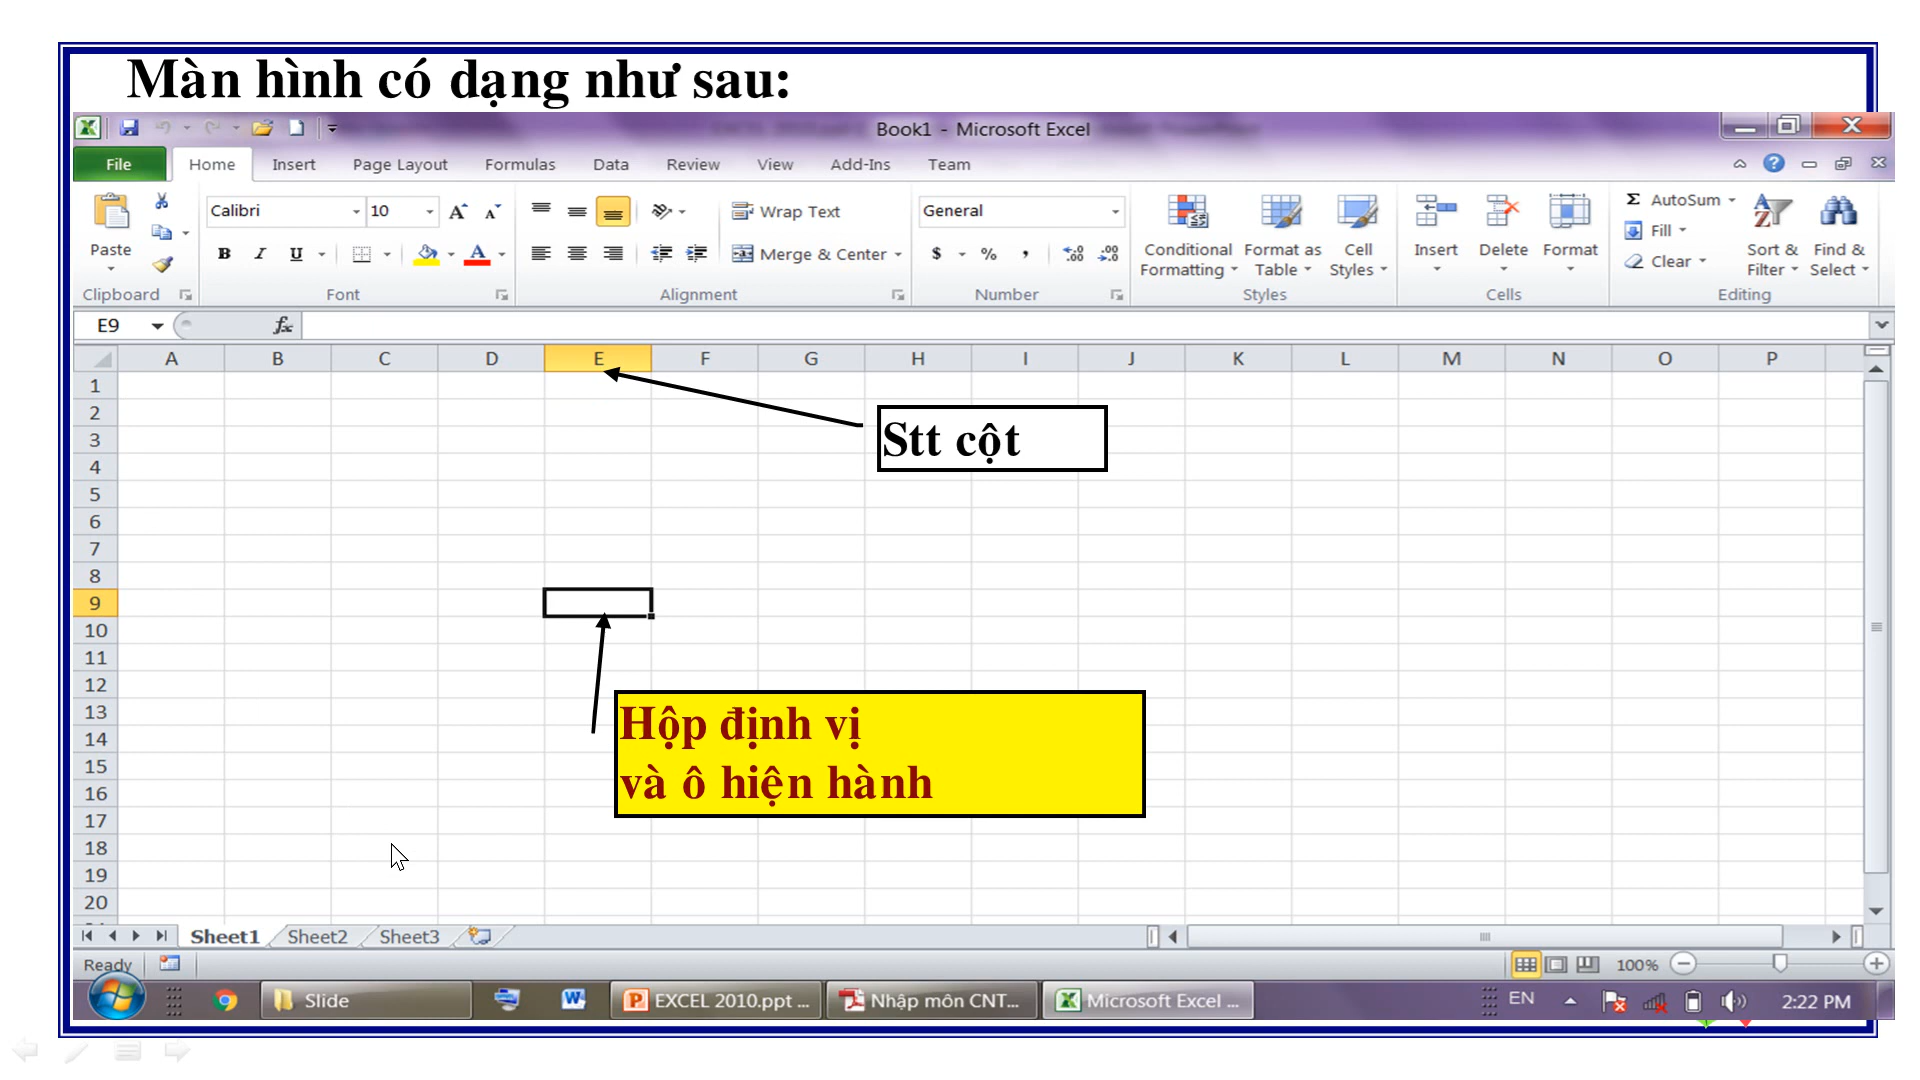 Màn hình có dạng như sau:
Book1 - Microsoft Excel
File Home Insert Page Layout Formulas Data Review View Add-Ins Team
Calibri 10 Wrap Text General Σ AutoSum
Paste B I U A Merge & Center $ % , Conditional Formatting Format as Table Cell Styles Insert Delete Format Fill Clear Sort & Filter Find & Select
Clipboard Font Alignment Number Styles Cells Editing
E9 fx
A B C D E F G H I J K L M N O P
1
2
Stt cột
3
4
5
6
7
8
9
10
11
12
13
Hộp định vị
14
15
và ô hiện hành
16
17
18
19
20
Sheet1 Sheet2 Sheet3
Ready 100%
Slide EXCEL 2010.ppt ... Nhập môn CNT... Microsoft Excel ... EN 2:22 PM